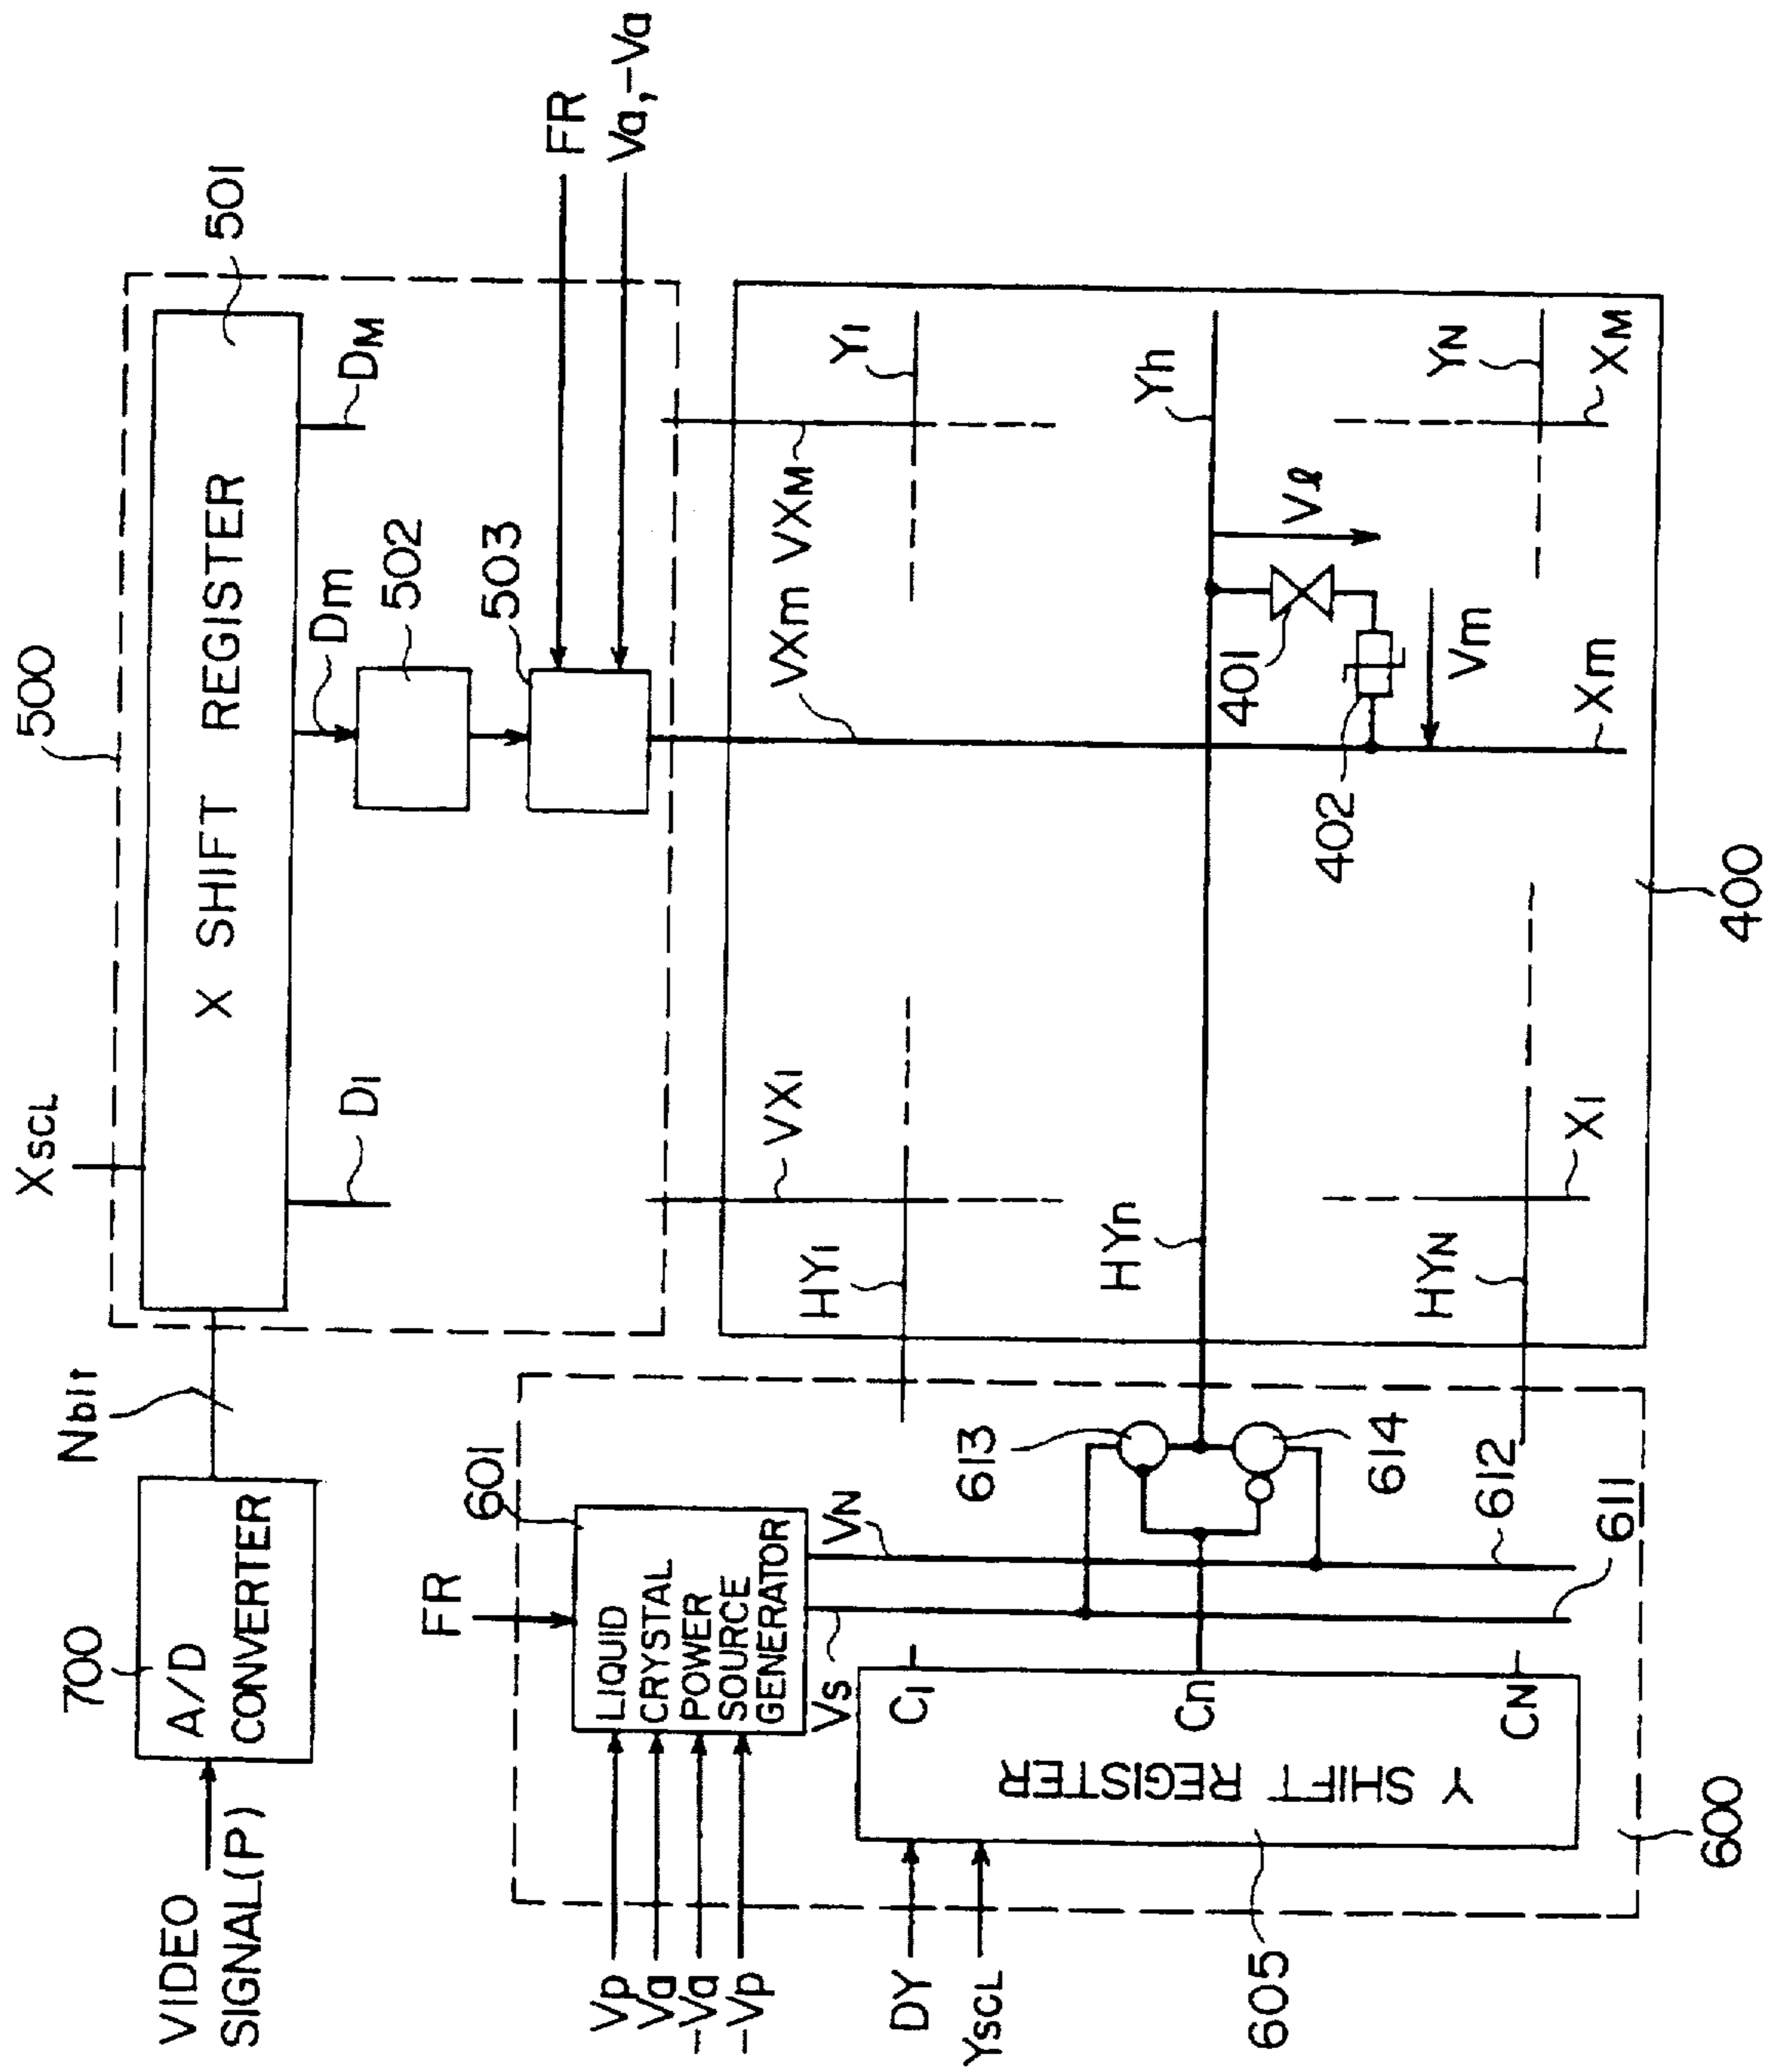 VIDEO
SIGNAL(P)
700
A/D
CONVERTER
Nbit
XSCL
500
X SHIFT REGISTER
501
D1
Dm
DM
502
503
FR
Va,-Va
FR
601
LIQUID
CRYSTAL
POWER
SOURCE
GENERATOR
Vp
Va
-Va
-Vp
VS
VN
DY
YSCL
605
Y SHIFT REGISTER
C1
Cn
CN
613
614
612
611
600
HY1
HYn
HYN
VX1
VXm
VXM
Y1
Yh
YN
X1
Xm
XM
401
402
Vℓ
Vm
400